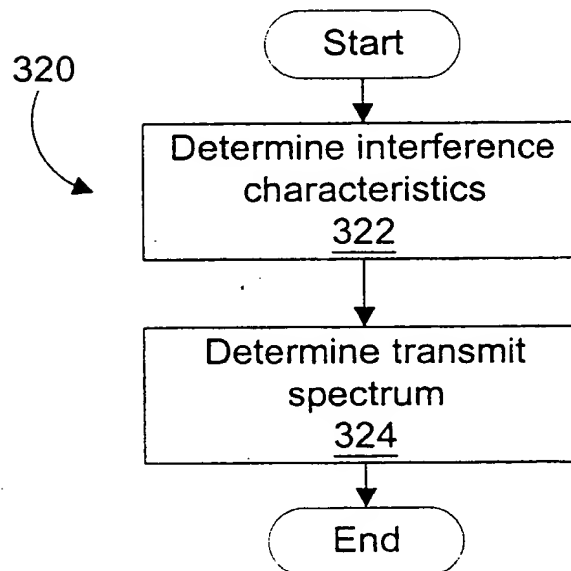 Start
320
Determine interference
characteristics
322
Determine transmit
spectrum
324
End